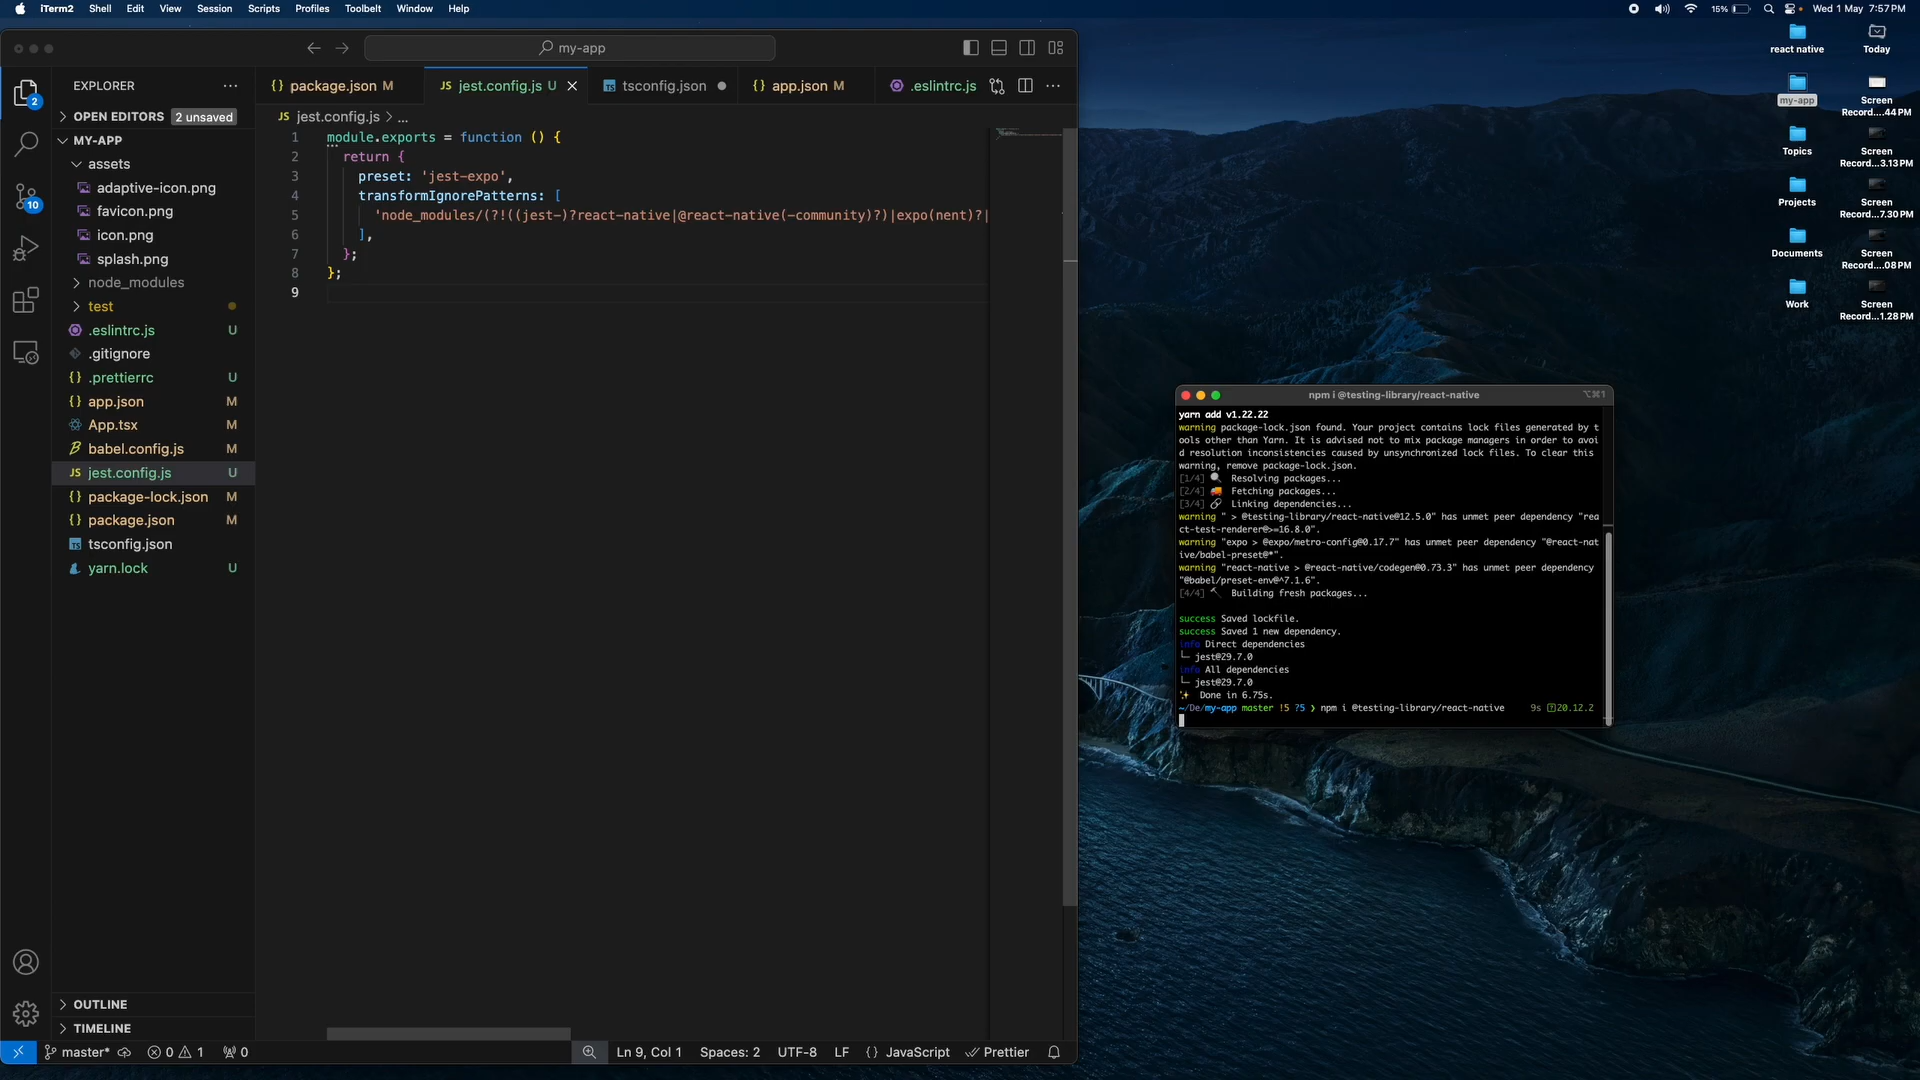 iTerm2 Shell Edit View Session Scripts Profiles Toolbelt Window Help
15% Wed 1 May 7:57PM
my-app
EXPLORER
OPEN EDITORS 2 unsaved
MY-APP
assets
adaptive-icon.png
favicon.png
icon.png
splash.png
node_modules
test
.eslintrc.js U
.gitignore
.prettierrc U
app.json M
App.tsx M
babel.config.js M
jest.config.js U
package-lock.json M
package.json M
tsconfig.json
yarn.lock U
OUTLINE
TIMELINE
2
10
package.json M jest.config.js U tsconfig.json app.json M .eslintrc.js
JS jest.config.js > ...
1 module.exports = function () {
2 return {
3 preset: 'jest-expo',
4 transformIgnorePatterns: [
5 'node_modules/(?!((jest-)?react-native|@react-native(-community)?)|expo(nent)?|
6 ],
7 };
8 };
9
master* 0 1 0 Ln 9, Col 1 Spaces: 2 UTF-8 LF {} JavaScript Prettier
npm i @testing-library/react-native ⌥⌘1
yarn add v1.22.22
warning package-lock.json found. Your project contains lock files generated by t
ools other than Yarn. It is advised not to mix package managers in order to avoi
d resolution inconsistencies caused by unsynchronized lock files. To clear this
warning, remove package-lock.json.
[1/4] 🔍 Resolving packages...
[2/4] 🚚 Fetching packages...
[3/4] 🔗 Linking dependencies...
warning " > @testing-library/react-native@12.5.0" has unmet peer dependency "rea
ct-test-renderer@>=16.8.0".
warning "expo > @expo/metro-config@0.17.7" has unmet peer dependency "@react-nat
ive/babel-preset@*".
warning "react-native > @react-native/codegen@0.73.3" has unmet peer dependency
"@babel/preset-env@^7.1.6".
[4/4] 🔨 Building fresh packages...
success Saved lockfile.
success Saved 1 new dependency.
info Direct dependencies
└─ jest@29.7.0
info All dependencies
└─ jest@29.7.0
✨ Done in 6.75s.
~/De/my-app master !5 ?5 ❯ npm i @testing-library/react-native 9s 20.12.2
react native
my-app
Topics
Projects
Documents
Work
Today
Screen
Record....44 PM
Screen
Record...3.13 PM
Screen
Record...7.30 PM
Screen
Record....08 PM
Screen
Record...1.28 PM